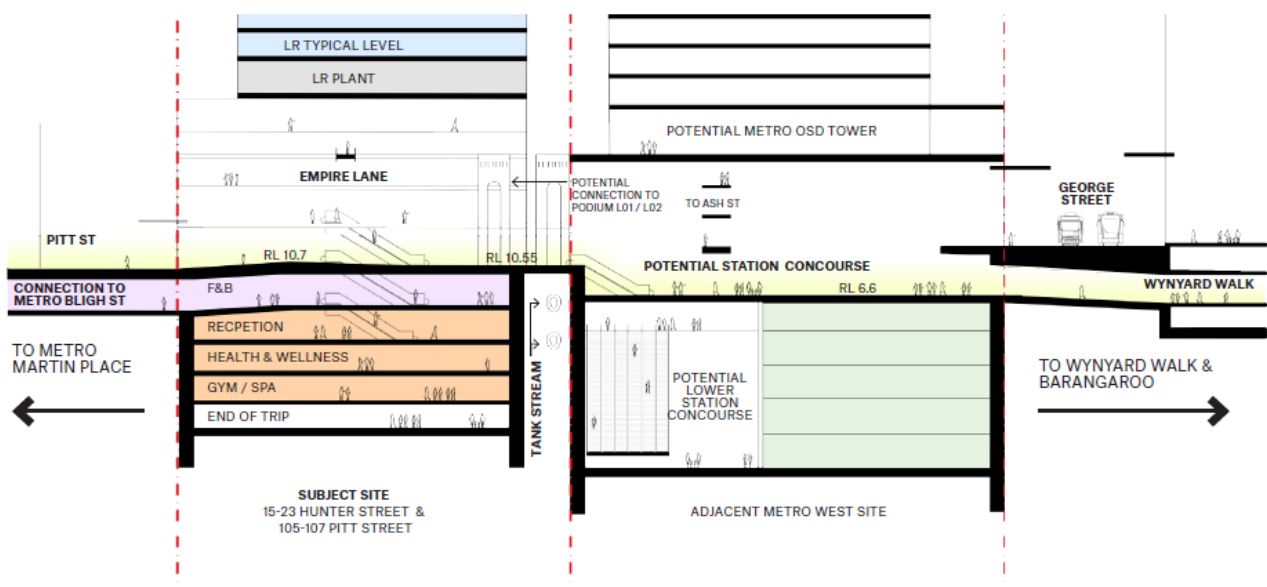 LR TYPICAL LEVEL
LR PLANT
POTENTIAL METRO OSD TOWER
EMPIRE LANE
POTENTIAL
CONNECTION TO
PODIUM L01 / L02
TO ASH ST
GEORGE
STREET
PITT ST
RL 10.7
RL 10.55
POTENTIAL STATION CONCOURSE
CONNECTION TO
METRO BLIGH ST
F&B
RL 6.6
WYNYARD WALK
RECPETION
HEALTH & WELLNESS
GYM / SPA
END OF TRIP
TANK STREAM
TO METRO
MARTIN PLACE
POTENTIAL
LOWER
STATION
CONCOURSE
TO WYNYARD WALK &
BARANGAROO
SUBJECT SITE
15-23 HUNTER STREET &
105-107 PITT STREET
ADJACENT METRO WEST SITE